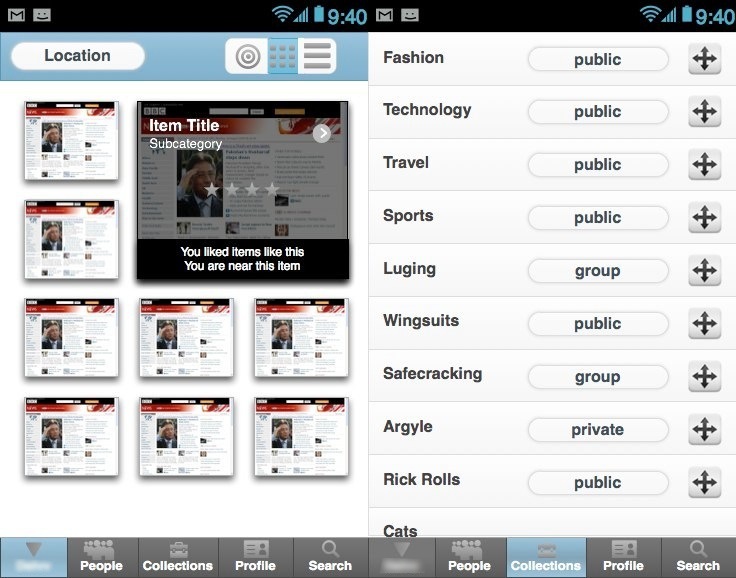 9:40
Location
Item Title
Subcategory
You liked items like this
You are near this item
People
Collections
Profile
Search
9:40
Fashion public
Technology public
Travel public
Sports public
Luging group
Wingsuits public
Safecracking group
Argyle private
Rick Rolls public
Cats
People
Collections
Profile
Search